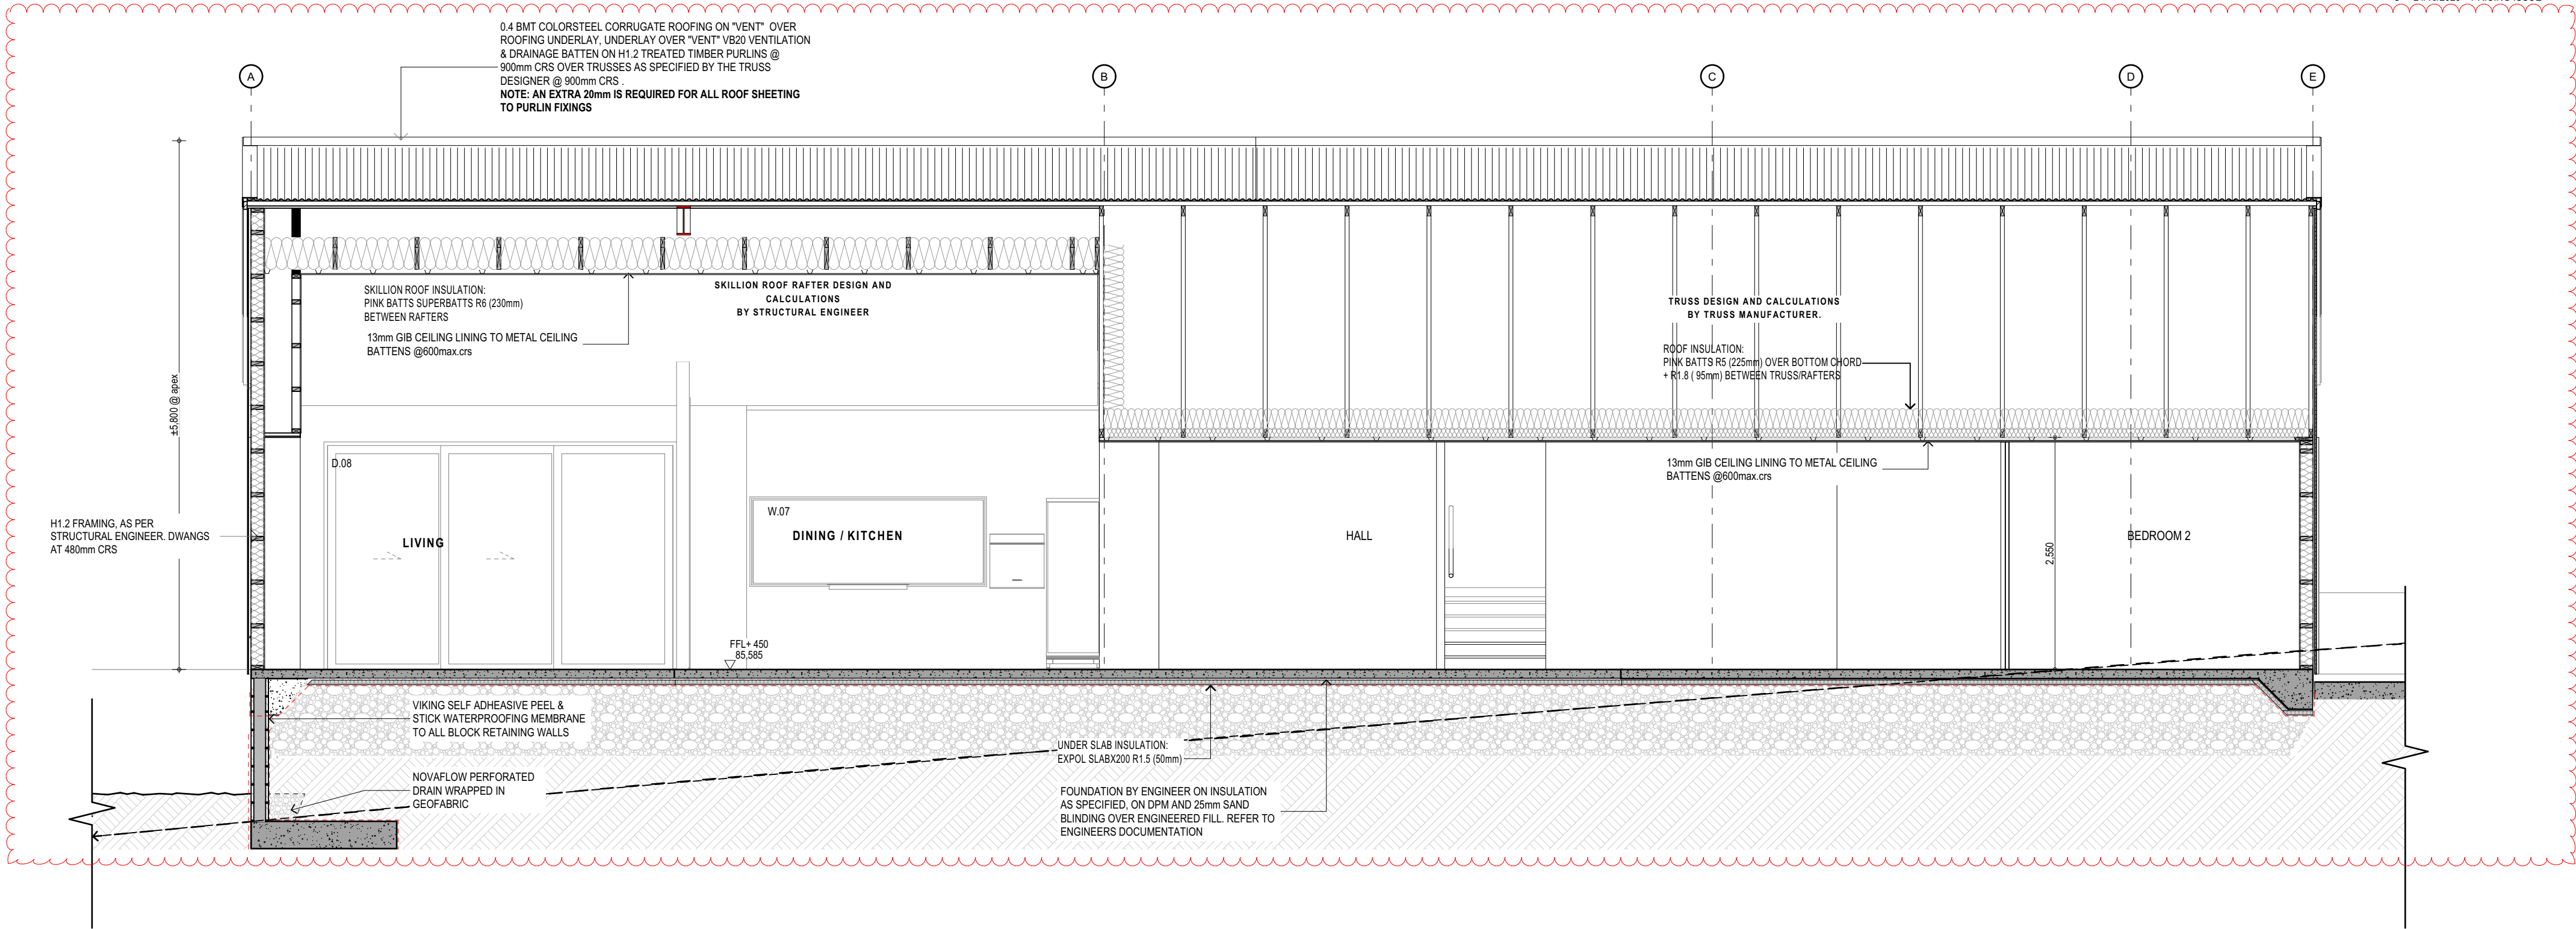 0.4 BMT COLORSTEEL CORRUGATE ROOFING ON "VENT" OVER
ROOFING UNDERLAY, UNDERLAY OVER "VENT" VB20 VENTILATION
& DRAINAGE BATTEN ON H1.2 TREATED TIMBER PURLINS @
900mm CRS OVER TRUSSES AS SPECIFIED BY THE TRUSS
DESIGNER @ 900mm CRS .
NOTE: AN EXTRA 20mm IS REQUIRED FOR ALL ROOF SHEETING
TO PURLIN FIXINGS
A
B
C
D
E
±5,800 @ apex
SKILLION ROOF INSULATION:
PINK BATTS SUPERBATTS R6 (230mm)
BETWEEN RAFTERS
13mm GIB CEILING LINING TO METAL CEILING
BATTENS @600max.crs
SKILLION ROOF RAFTER DESIGN AND
CALCULATIONS
BY STRUCTURAL ENGINEER
TRUSS DESIGN AND CALCULATIONS
BY TRUSS MANUFACTURER.
ROOF INSULATION:
PINK BATTS R5 (225mm) OVER BOTTOM CHORD
+ R1.8 ( 95mm) BETWEEN TRUSS/RAFTERS
13mm GIB CEILING LINING TO METAL CEILING
BATTENS @600max.crs
D.08
W.07
H1.2 FRAMING, AS PER
STRUCTURAL ENGINEER. DWANGS
AT 480mm CRS
LIVING
DINING / KITCHEN
HALL
BEDROOM 2
2,550
FFL+ 450
85,585
VIKING SELF ADHEASIVE PEEL &
STICK WATERPROOFING MEMBRANE
TO ALL BLOCK RETAINING WALLS
NOVAFLOW PERFORATED
DRAIN WRAPPED IN
GEOFABRIC
UNDER SLAB INSULATION:
EXPOL SLABX200 R1.5 (50mm)
FOUNDATION BY ENGINEER ON INSULATION
AS SPECIFIED, ON DPM AND 25mm SAND
BLINDING OVER ENGINEERED FILL. REFER TO
ENGINEERS DOCUMENTATION